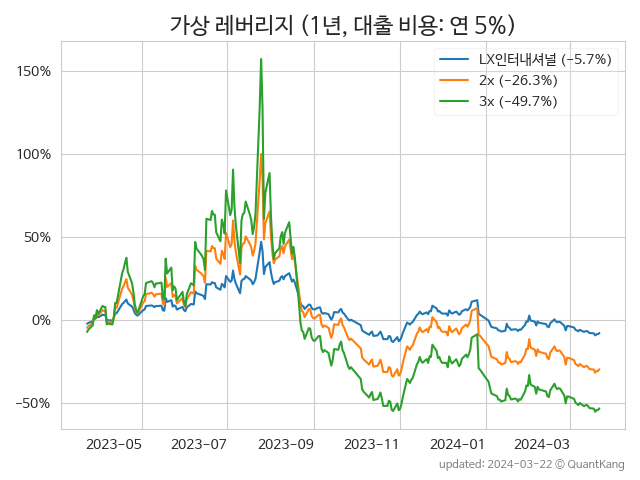 가상 레버리지 (1년, 대출 비용: 연 5%)
LX인터내셔널 (−5.7%)
2x (−26.3%)
3x (−49.7%)
150%
100%
50%
0%
−50%
2023-05 2023-07 2023-09 2023-11 2024-01 2024-03
updated: 2024-03-22 © QuantKang